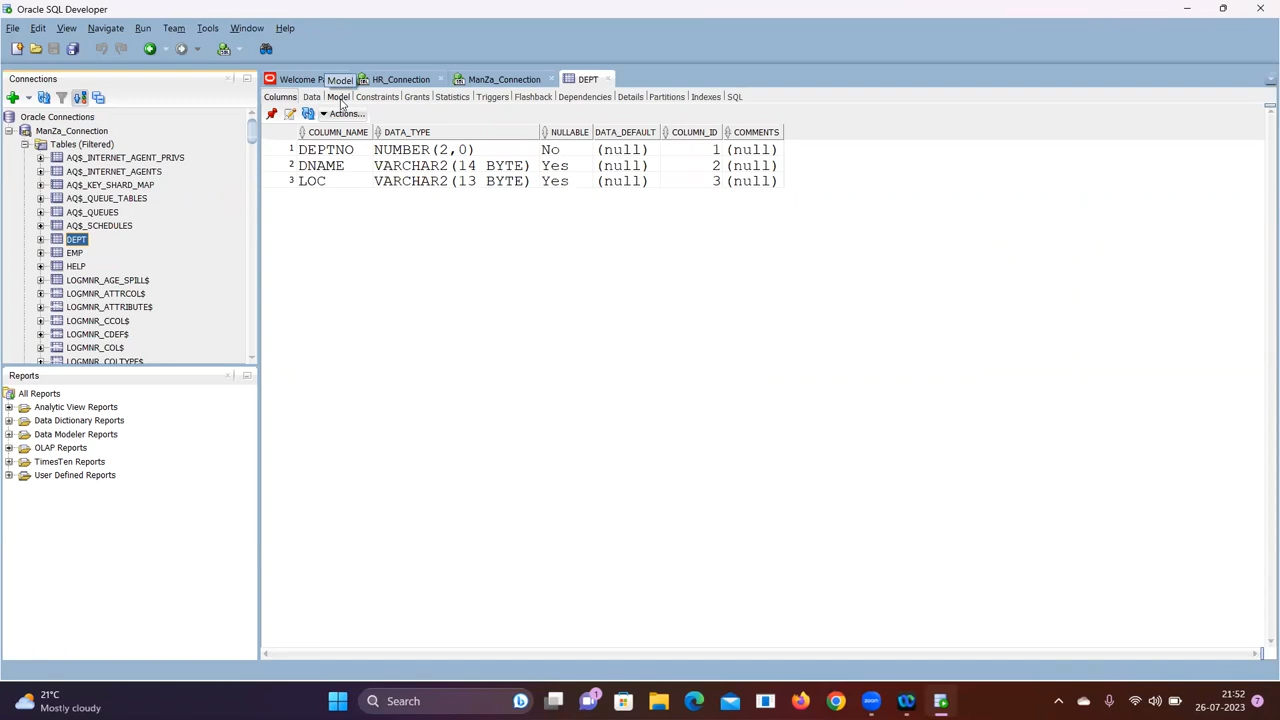 Oracle SQL Developer
File Edit View Navigate Run Team Tools Window Help
Connections
Oracle Connections
ManZa_Connection
Tables (Filtered)
AQ$_INTERNET_AGENT_PRIVS
AQ$_INTERNET_AGENTS
AQ$_KEY_SHARD_MAP
AQ$_QUEUE_TABLES
AQ$_QUEUES
AQ$_SCHEDULES
DEPT
EMP
HELP
LOGMNR_AGE_SPILL$
LOGMNR_ATTRCOL$
LOGMNR_ATTRIBUTE$
LOGMNR_CCOL$
LOGMNR_CDEF$
LOGMNR_COL$
LOGMNR_COLTYPE$
Reports
All Reports
Analytic View Reports
Data Dictionary Reports
Data Modeler Reports
OLAP Reports
TimesTen Reports
User Defined Reports
Welcome Pa Model HR_Connection ManZa_Connection DEPT
Columns Data Model Constraints Grants Statistics Triggers Flashback Dependencies Details Partitions Indexes SQL
Actions...
COLUMN_NAME DATA_TYPE NULLABLE DATA_DEFAULT COLUMN_ID COMMENTS
1 DEPTNO NUMBER(2,0) No (null) 1 (null)
2 DNAME VARCHAR2(14 BYTE) Yes (null) 2 (null)
3 LOC VARCHAR2(13 BYTE) Yes (null) 3 (null)
21°C
Mostly cloudy
Search
21:52
26-07-2023